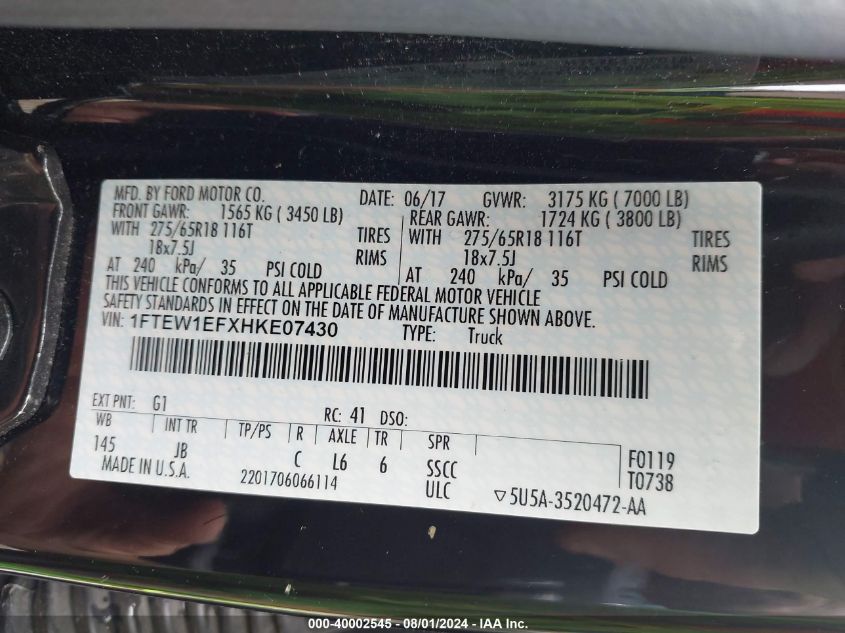 MFD. BY FORD MOTOR CO. DATE: 06/17 GVWR: 3175 KG ( 7000 LB)
FRONT GAWR: 1565 KG ( 3450 LB) REAR GAWR: 1724 KG ( 3800 LB)
WITH 275/65R18 116T TIRES WITH 275/65R18 116T TIRES
18x7.5J RIMS 18x7.5J RIMS
AT 240 kPa/ 35 PSI COLD AT 240 kPa/ 35 PSI COLD
THIS VEHICLE CONFORMS TO ALL APPLICABLE FEDERAL MOTOR VEHICLE
SAFETY STANDARDS IN EFFECT ON THE DATE OF MANUFACTURE SHOWN ABOVE.
VIN: 1FTEW1EFXHKE07430 TYPE: Truck
EXT PNT: G1 RC: 41 DSO:
WB INT TR TP/PS R AXLE TR SPR
145 JB C L6 6 SSCC F0119
MADE IN U.S.A. 2201706066114 ULC T0738
▽5U5A-3520472-AA
000-40002545 - 08/01/2024 - IAA Inc.